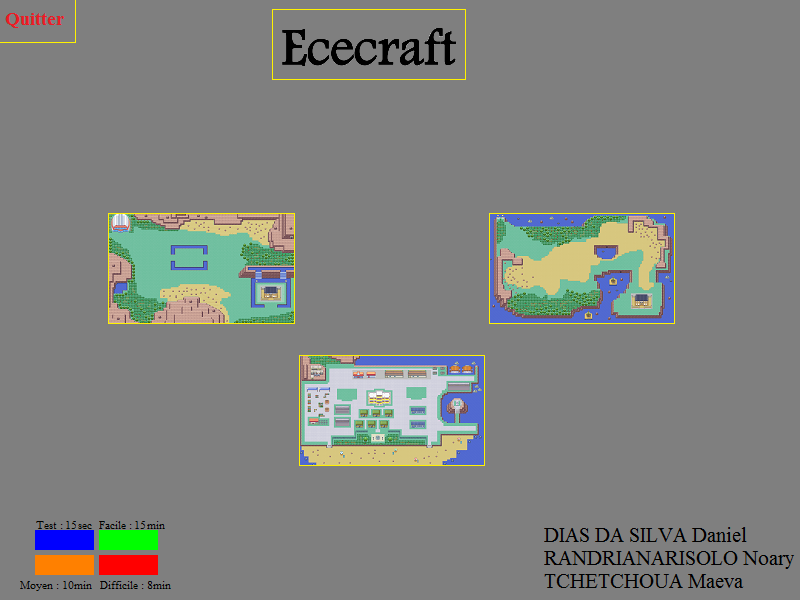 Quitter
Ececraft
Test : 15sec
Facile : 15min
Moyen : 10min
Difficile : 8min
DIAS DA SILVA Daniel
RANDRIANARISOLO Noary
TCHETCHOUA Maeva